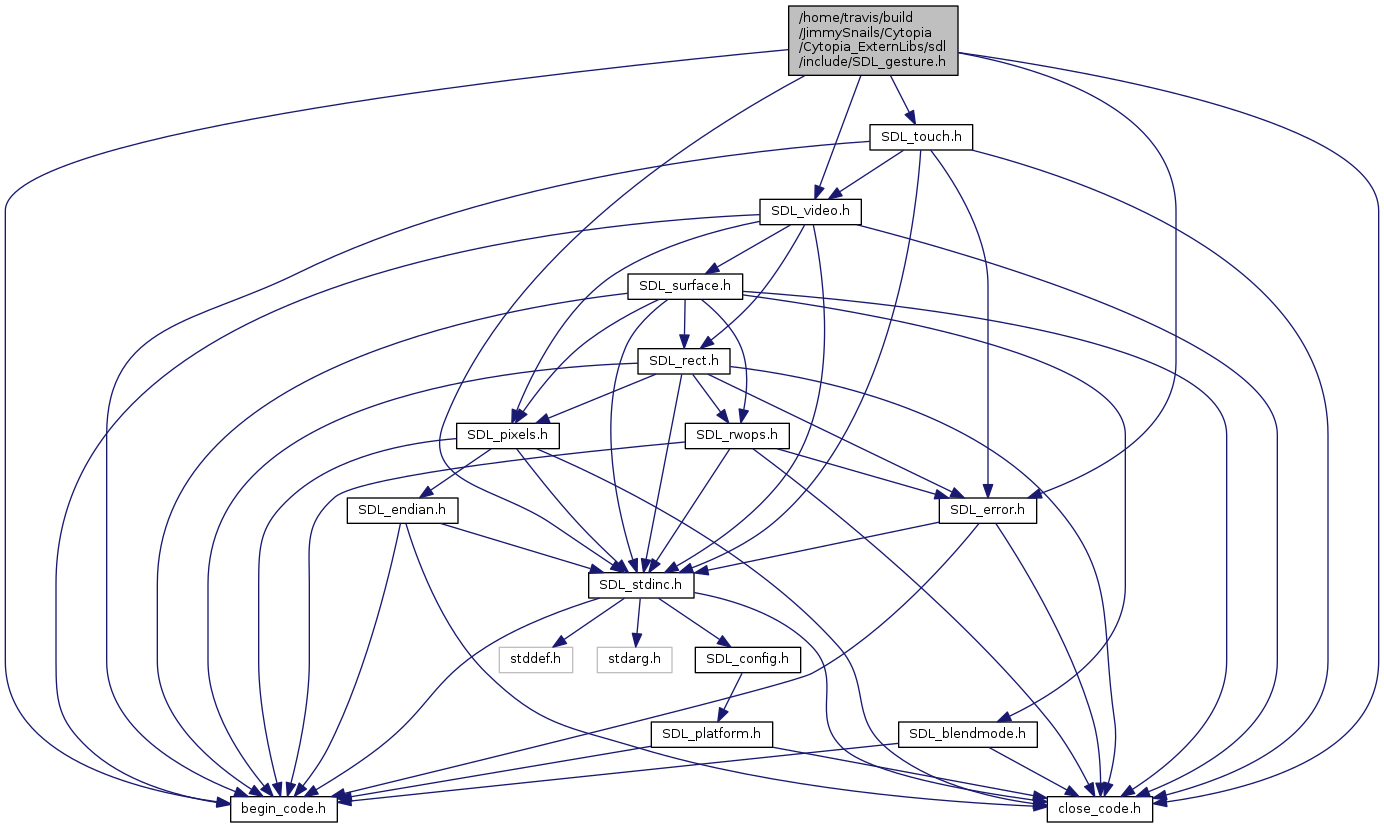 /home/travis/build
/JimmySnails/Cytopia
/Cytopia_ExternLibs/sdl
/include/SDL_gesture.h
SDL_touch.h
SDL_video.h
SDL_surface.h
SDL_rect.h
SDL_pixels.h
SDL_rwops.h
SDL_endian.h
SDL_error.h
SDL_stdinc.h
stddef.h
stdarg.h
SDL_config.h
SDL_platform.h
SDL_blendmode.h
begin_code.h
close_code.h